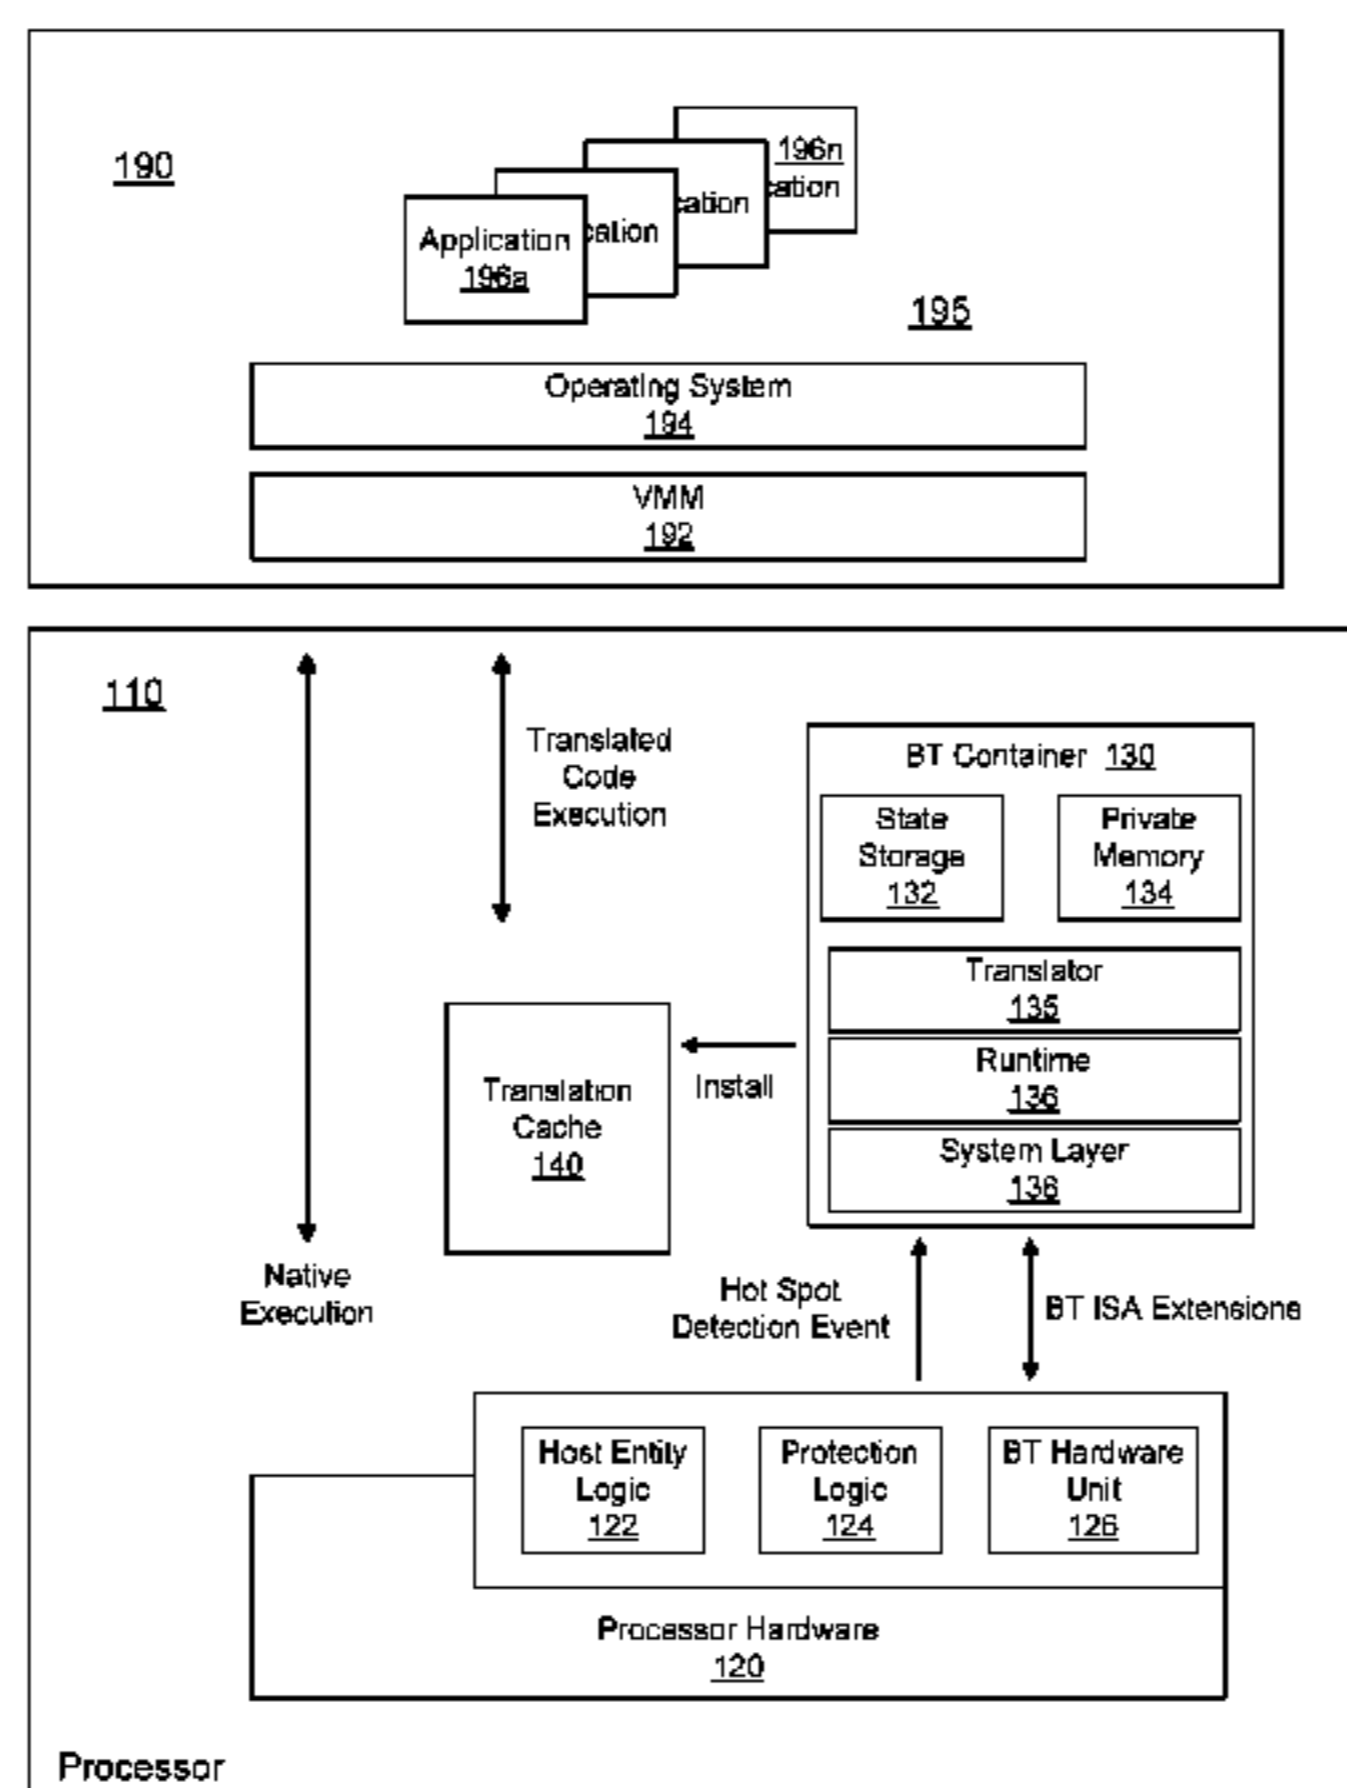 190
196n
cation
cation
cation
Application
196a
195
Operating System
194
VMM
192
110
Translated
Code
Execution
BT Container 130
State
Storage
132
Private
Memory
134
Translator
135
Runtime
136
System Layer
136
Install
Translation
Cache
140
Native
Execution
Hot Spot
Detection Event
BT ISA Extensions
Host Entity
Logic
122
Protection
Logic
124
BT Hardware
Unit
126
Processor Hardware
120
Processor